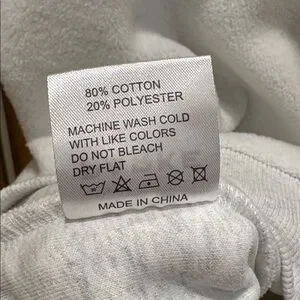 80% COTTON
20% POLYESTER
MACHINE WASH COLD
WITH LIKE COLORS
DO NOT BLEACH
DRY FLAT
MADE IN CHINA